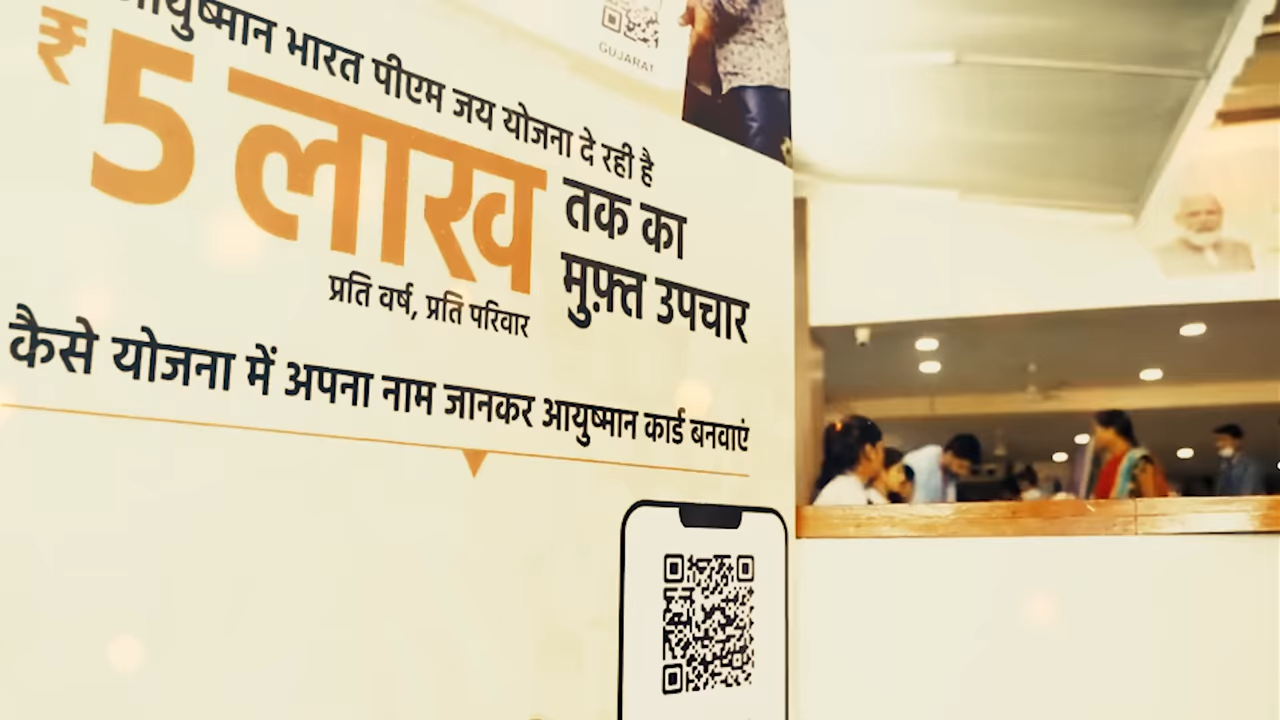 GUJARAT
आयुष्मान भारत पीएम जय योजना दे रही है
₹5 लाख तक का
मुफ़्त उपचार
प्रति वर्ष, प्रति परिवार
कैसे योजना में अपना नाम जानकर आयुष्मान कार्ड बनवाएं